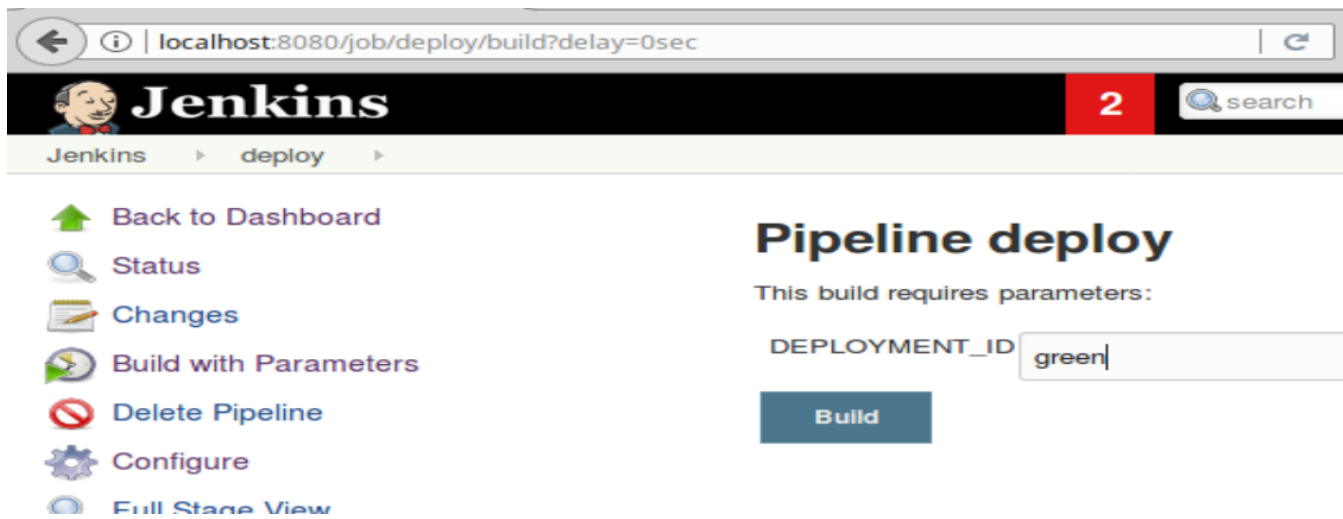 localhost:8080/job/deploy/build?delay=0sec
Jenkins
2
search
Jenkins
deploy
Back to Dashboard
Status
Changes
Build with Parameters
Delete Pipeline
Configure
Full Stage View
Pipeline deploy
This build requires parameters:
DEPLOYMENT_ID
green
Build